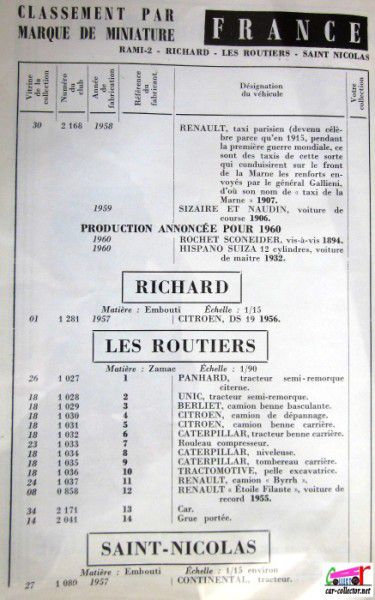 CLASSEMENT PAR
MARQUE DE MINIATURE
FRANCE
RAMI-2 - RICHARD - LES ROUTIERS - SAINT NICOLAS
Vitrine de la collection
Numéro du club
Année de fabrication
Référence du fabricant.
Désignation du véhicule
Votre collection
30 2 168 1958 RENAULT, taxi parisien (devenu célè-
bre parce qu'en 1915, pendant
la première guerre mondiale, ce
sont des taxis de cette sorte
qui conduisirent sur le front
de la Marne les renforts en-
voyés par le général Gallieni,
d'où son nom de « taxi de la
Marne » 1907.
1959 SIZAIRE ET NAUDIN, voiture de
course 1906.
PRODUCTION ANNONCÉE POUR 1960
1960 ROCHET SCONEIDER, vis-à-vis 1894.
1960 HISPANO SUIZA 12 cylindres, voiture
de maitre 1932.
RICHARD
Matière : Embouti Échelle : 1/15
01 1 281 1957 CITROEN, DS 19 1956.
LES ROUTIERS
Matière : Zamac Échelle : 1/90
26 1 027 1 PANHARD, tracteur semi-remorque
citerne.
18 1 028 2 UNIC, tracteur semi-remorque.
18 1 029 3 BERLIET, camion benne basculante.
18 1 030 4 CITROEN, camion de dépannage.
18 1 031 5 CITROEN, camion benne carrière.
18 1 032 6 CATERPILLAR, tracteur benne carrière.
23 1 033 7 Rouleau compresseur.
18 1 034 8 CATERPILLAR, niveleuse.
18 1 035 9 CATERPILLAR, tombereau carrière.
18 1 036 10 TRACTOMOTIVE, pelle excavatrice.
24 1 037 11 RENAULT, camion « Byrrh ».
08 0 858 12 RENAULT « Étoile Filante », voiture de
record 1955.
34 2 171 13 Car.
14 2 041 14 Grue portée.
SAINT-NICOLAS
Matière : Embouti Échelle : 1/15 environ
27 1 080 1957 CONTINENTAL, tracteur.
Car Collector
car-collector.net